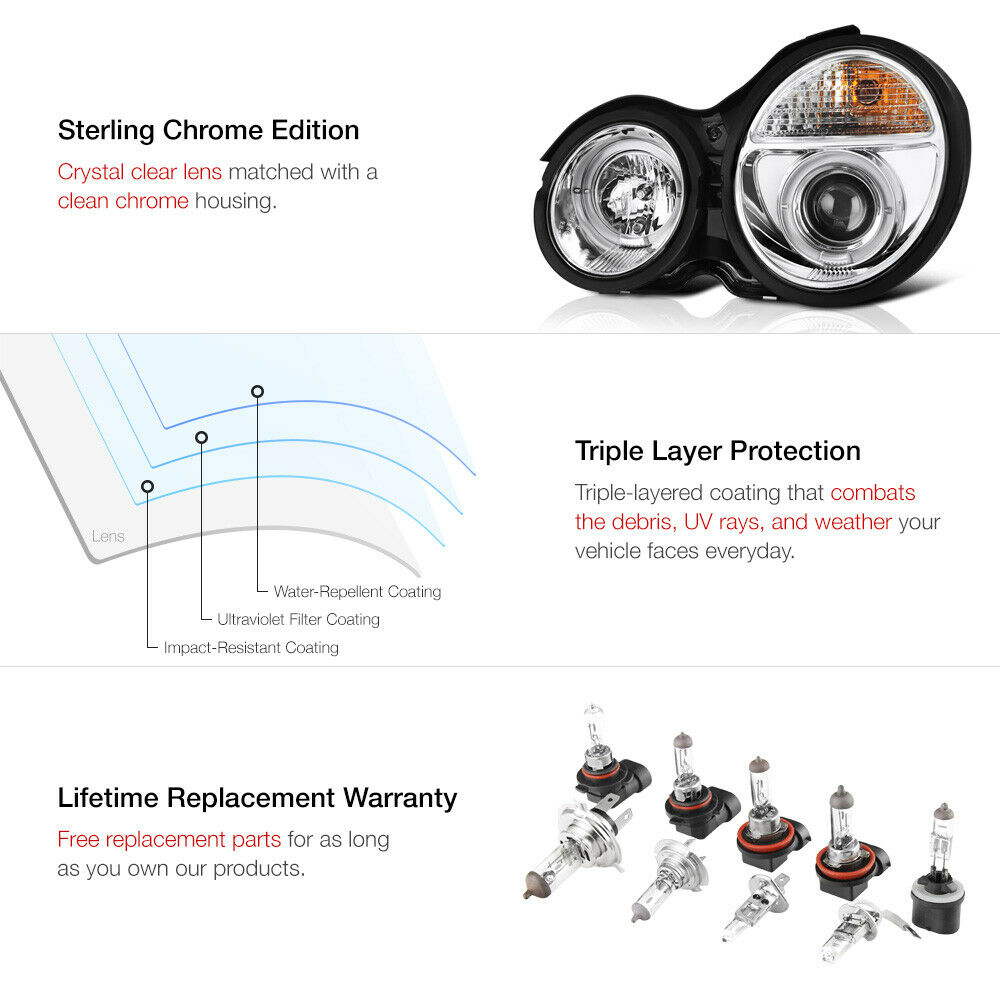 Sterling Chrome Edition
Crystal clear lens matched with a
clean chrome housing.
Lens
Water-Repellent Coating
Ultraviolet Filter Coating
Impact-Resistant Coating
Triple Layer Protection
Triple-layered coating that combats
the debris, UV rays, and weather your
vehicle faces everyday.
Lifetime Replacement Warranty
Free replacement parts for as long
as you own our products.